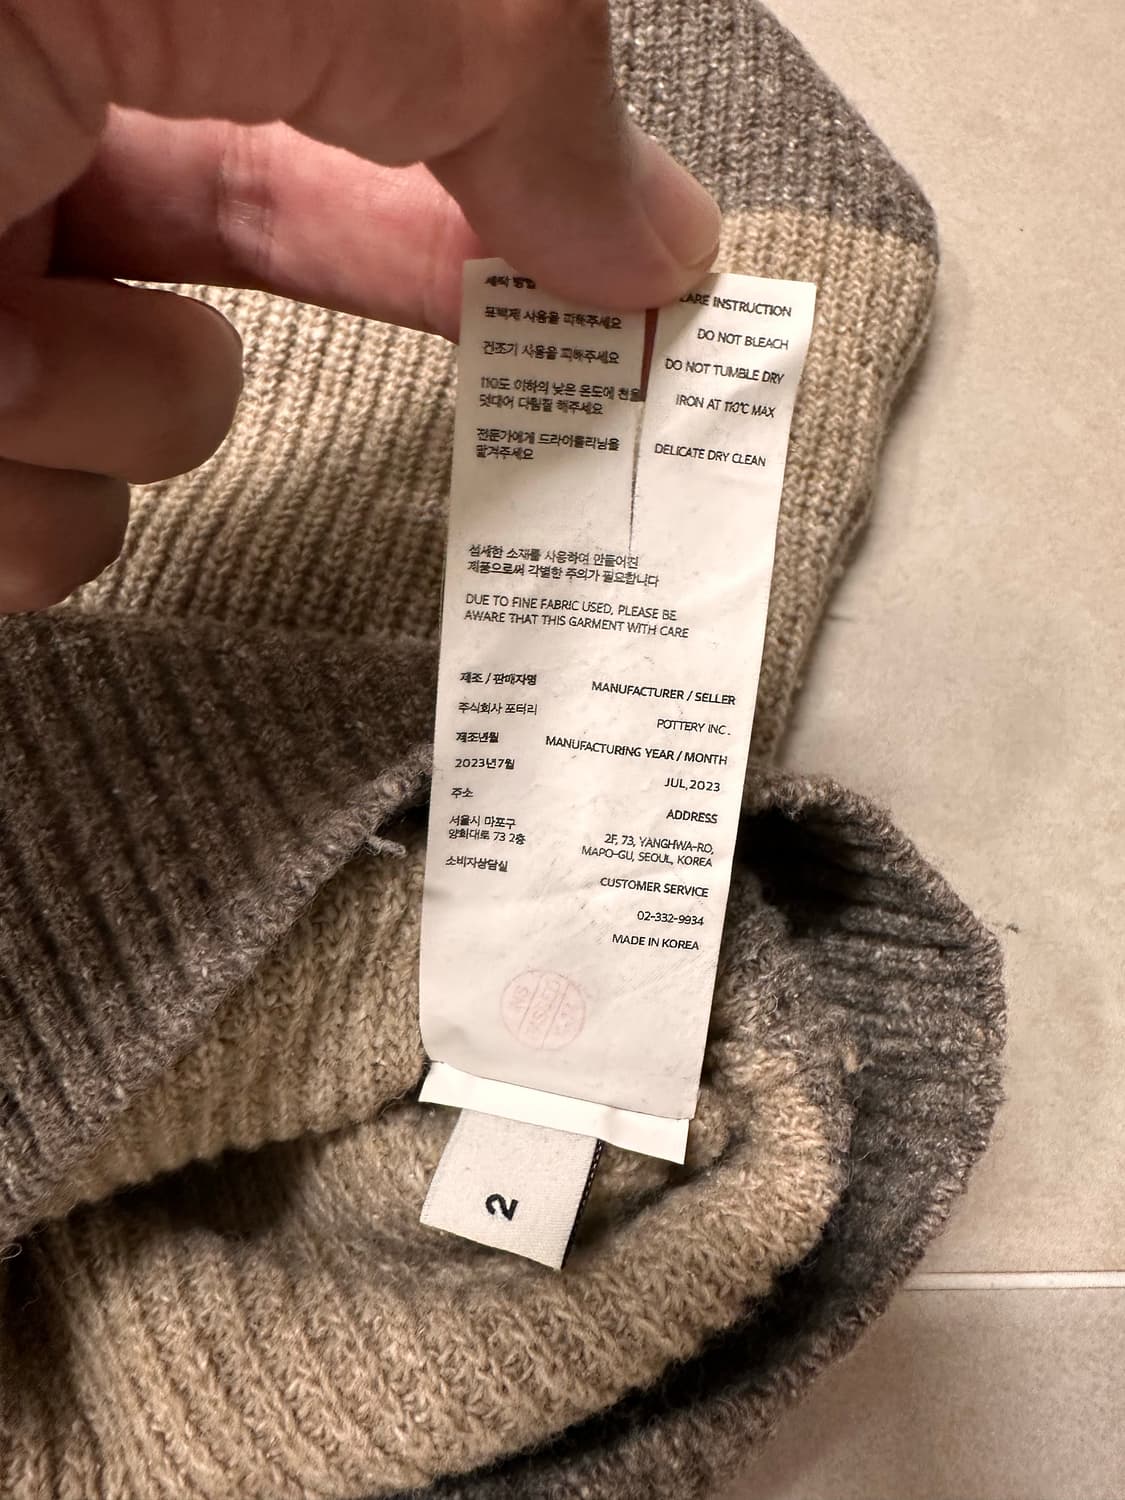 세탁 방법
표백제 사용을 피해주세요
건조기 사용을 피해주세요
110도 이하의 낮은 온도에 천을
덧대어 다림질 해주세요
전문가에게 드라이클리닝을
맡겨주세요
CARE INSTRUCTION
DO NOT BLEACH
DO NOT TUMBLE DRY
IRON AT 110℃ MAX
DELICATE DRY CLEAN
섬세한 소재를 사용하여 만들어진
제품으로써 각별한 주의가 필요합니다
DUE TO FINE FABRIC USED, PLEASE BE
AWARE THAT THIS GARMENT WITH CARE
제조 / 판매자명
주식회사 포터리
제조년월
2023년 7월
주소
서울시 마포구
양화대로 73 2층
소비자상담실
MANUFACTURER / SELLER
POTTERY INC.
MANUFACTURING YEAR / MONTH
JUL,2023
ADDRESS
2F, 73, YANGHWA-RO,
MAPO-GU, SEOUL, KOREA
CUSTOMER SERVICE
02-332-9934
MADE IN KOREA
2